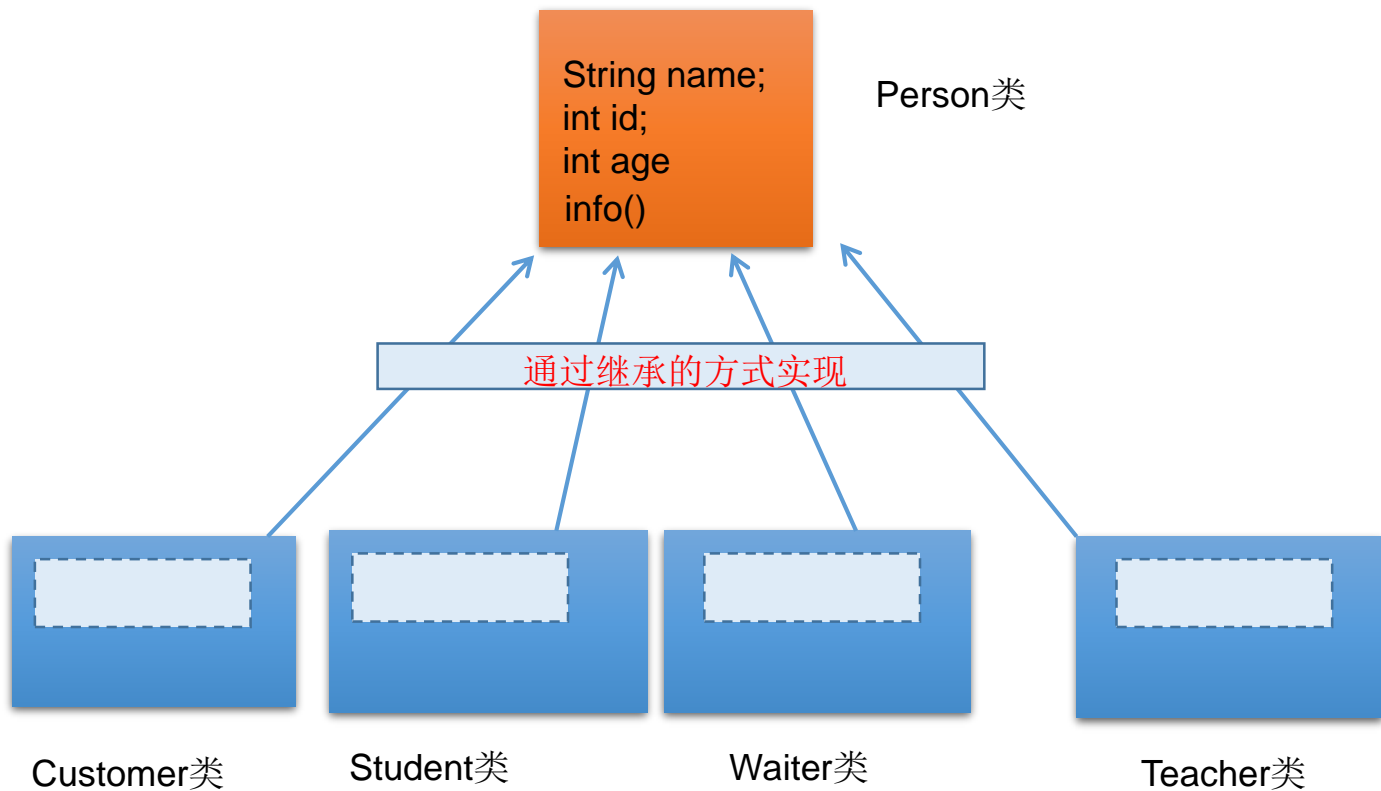 String name;
int id;
int age
info()
Person类
通过继承的方式实现
Customer类
Student类
Waiter类
Teacher类